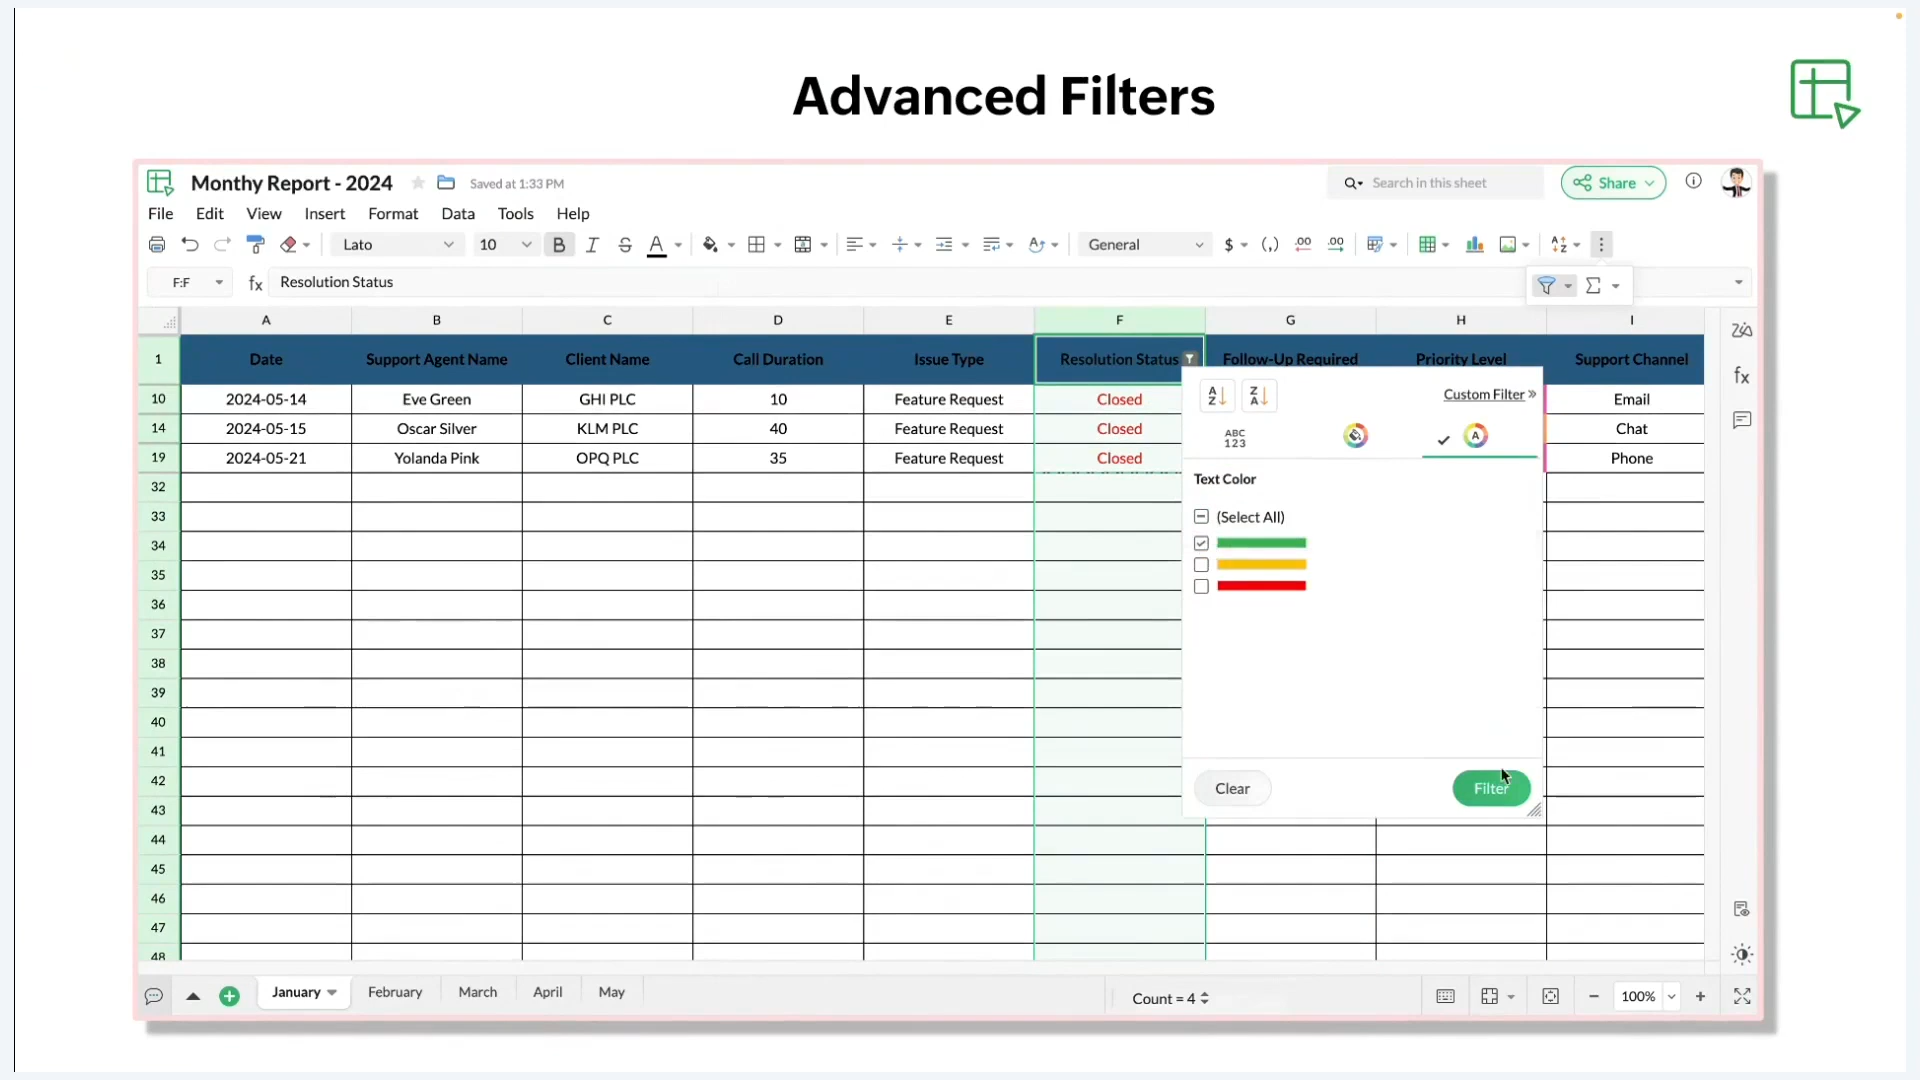 Advanced Filters
Monthy Report - 2024 Saved at 1:33 PM Search in this sheet Share
File Edit View Insert Format Data Tools Help
Lato 10 B I S A General $ (,) .00 .00 A Z
F:F fx Resolution Status Σ
A B C D E F G H I
1 Date Support Agent Name Client Name Call Duration Issue Type Resolution Status Follow-Up Required Priority Level Support Channel
10 2024-05-14 Eve Green GHI PLC 10 Feature Request Closed Email
14 2024-05-15 Oscar Silver KLM PLC 40 Feature Request Closed Chat
19 2024-05-21 Yolanda Pink OPQ PLC 35 Feature Request Closed Phone
A Z Z A Custom Filter »
ABC
123
A
Text Color
(Select All)
Clear Filter
32
33
34
35
36
37
38
39
40
41
42
43
44
45
46
47
48
fx
January February March April May Count = 4 100%